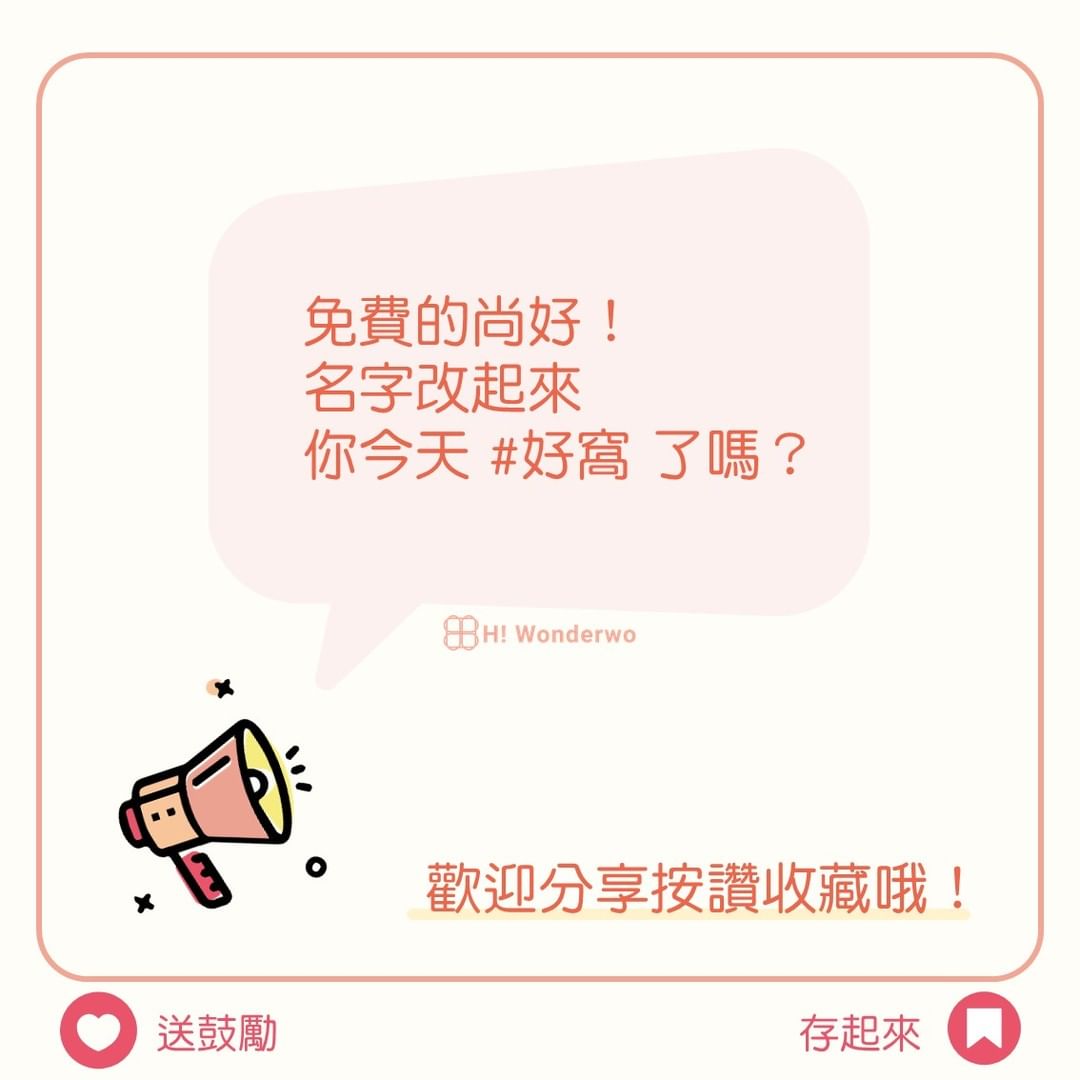 免費的尚好！
名字改起來
你今天 #好窩 了嗎？
H! Wonderwo
歡迎分享按讚收藏哦！
送鼓勵
存起來